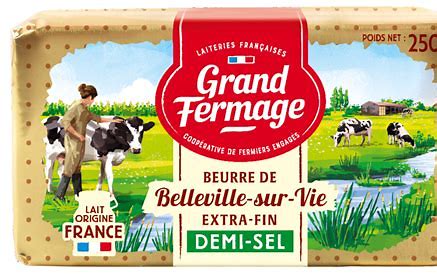 POIDS NET : 250
LAITERIES FRANÇAISES
Grand
Fermage
COOPÉRATIVE DE FERMIERS ENGAGÉS
BEURRE DE
Belleville-sur-Vie
EXTRA-FIN
DEMI-SEL
LAIT
ORIGINE
FRANCE